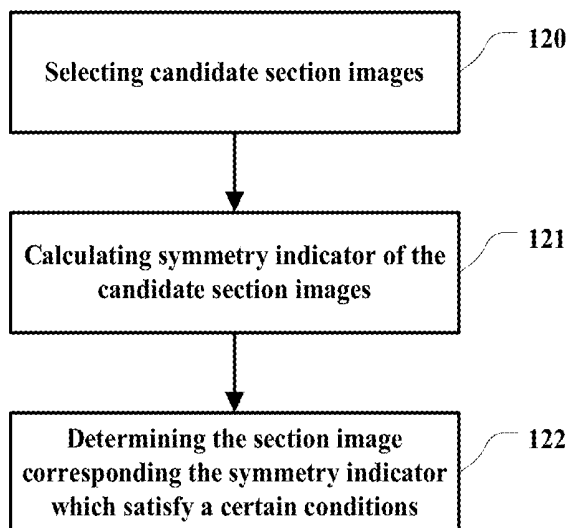 Selecting candidate section images
120
Calculating symmetry indicator of the
candidate section images
121
Determining the section image
corresponding the symmetry indicator
which satisfy a certain conditions
122